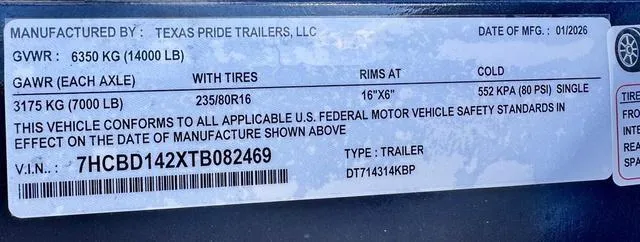 MANUFACTURED BY : TEXAS PRIDE TRAILERS, LLC DATE OF MFG. : 01/2026
GVWR : 6350 KG (14000 LB)
GAWR (EACH AXLE) WITH TIRES RIMS AT COLD
3175 KG (7000 LB) 235/80R16 16"X6" 552 KPA (80 PSI) SINGLE
THIS VEHICLE CONFORMS TO ALL APPLICABLE U.S. FEDERAL MOTOR VEHICLE SAFETY STANDARDS IN
EFFECT ON THE DATE OF MANUFACTURE SHOWN ABOVE
V.I.N.. : 7HCBD142XTB082469 TYPE : TRAILER
DT714314KBP
TIRE
FRO
INTE
REA
SPA